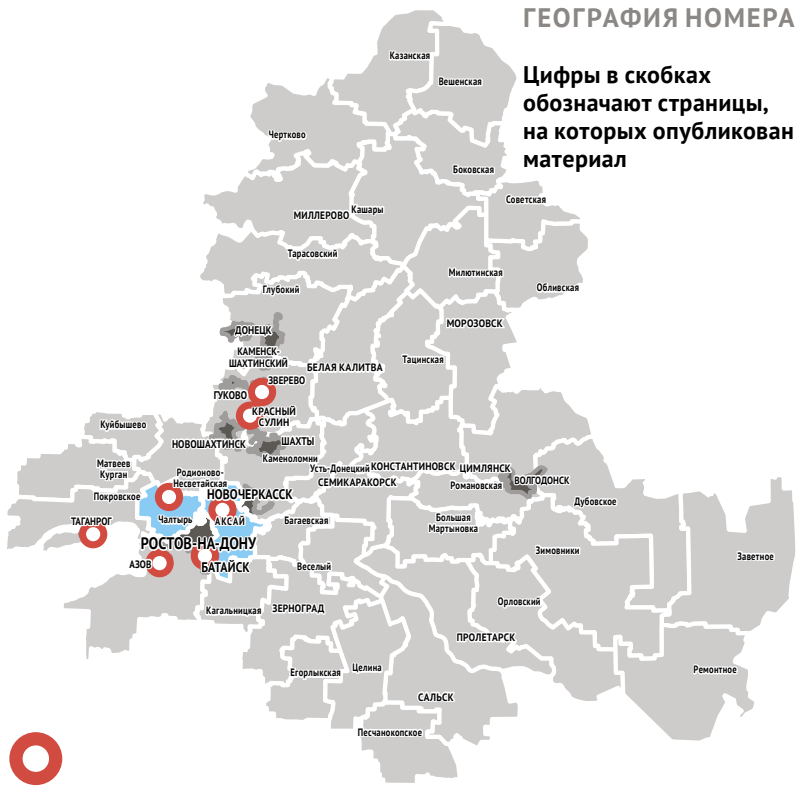 ГЕОГРАФИЯ НОМЕРА
Цифры в скобках
обозначают страницы,
на которых опубликован
материал
Казанская
Вешенская
Чертково
Боковская
Советская
МИЛЛЕРОВО
Кашары
Тарасовский
Милютинская
Обливская
Глубокий
МОРОЗОВСК
ДОНЕЦК
КАМЕНСК-
ШАХТИНСКИЙ
БЕЛАЯ КАЛИТВА
Тацинская
ЗВЕРЕВО
ГУКОВО
КРАСНЫЙ
СУЛИН
Куйбышево
НОВОШАХТИНСК
ШАХТЫ
Каменоломни
Матвеев
Курган
Родионово-
Несветайская
Усть-Донецкий
КОНСТАНТИНОВСК
ЦИМЛЯНСК
СЕМИКАРАКОРСК
Романовская
ВОЛГОДОНСК
Покровское
НОВОЧЕРКАССК
Дубовское
ТАГАНРОГ
Чалтырь
АКСАЙ
Багаевская
Большая
Мартыновка
РОСТОВ-НА-ДОНУ
Зимовники
Заветное
АЗОВ
БАТАЙСК
Веселый
Кагальницкая
ЗЕРНОГРАД
Орловский
ПРОЛЕТАРСК
Егорлыкская
Целина
Ремонтное
САЛЬСК
Песчанокопское